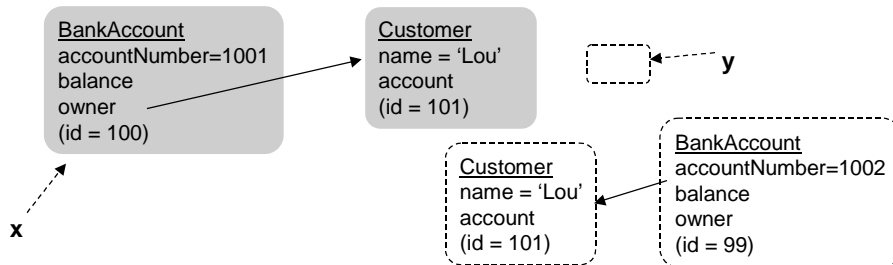 BankAccount
accountNumber=1001
balance
owner
(id = 100)
Customer
name = ‘Lou’
account
(id = 101)
y
Customer
name = ‘Lou’
account
(id = 101)
BankAccount
accountNumber=1002
balance
owner
(id = 99)
x